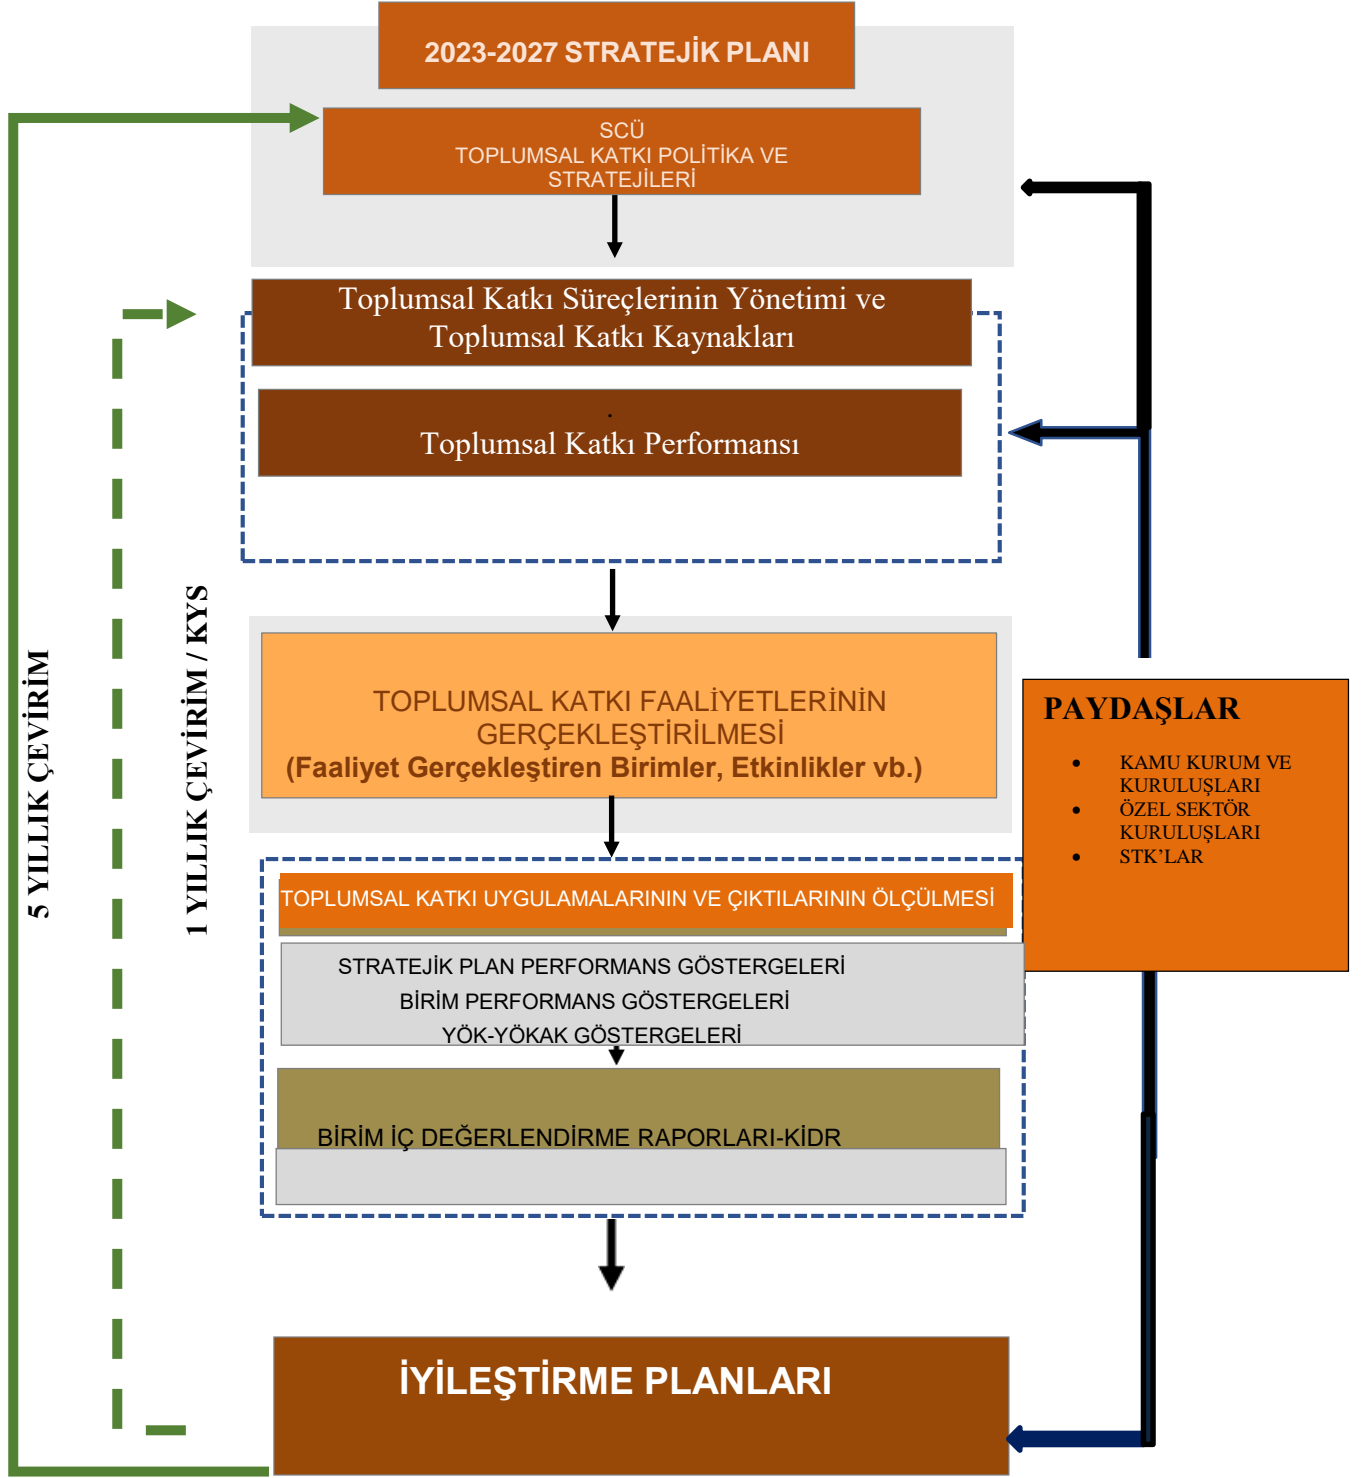 2023-2027 STRATEJİK PLANI
SCÜ
TOPLUMSAL KATKI POLİTİKA VE
STRATEJİLERİ
Toplumsal Katkı Süreçlerinin Yönetimi ve
Toplumsal Katkı Kaynakları
.
Toplumsal Katkı Performansı
5 YILLIK ÇEVİRİM
1 YILLIK ÇEVİRİM / KYS
TOPLUMSAL KATKI FAALİYETLERİNİN
GERÇEKLEŞTİRİLMESİ
(Faaliyet Gerçekleştiren Birimler, Etkinlikler vb.)
PAYDAŞLAR
• KAMU KURUM VE
KURULUŞLARI
• ÖZEL SEKTÖR
KURULUŞLARI
• STK’LAR
TOPLUMSAL KATKI UYGULAMALARININ VE ÇIKTILARININ ÖLÇÜLMESİ
STRATEJİK PLAN PERFORMANS GÖSTERGELERİ
BİRİM PERFORMANS GÖSTERGELERİ
YÖK-YÖKAK GÖSTERGELERİ
BİRİM İÇ DEĞERLENDİRME RAPORLARI-KİDR
İYİLEŞTİRME PLANLARI